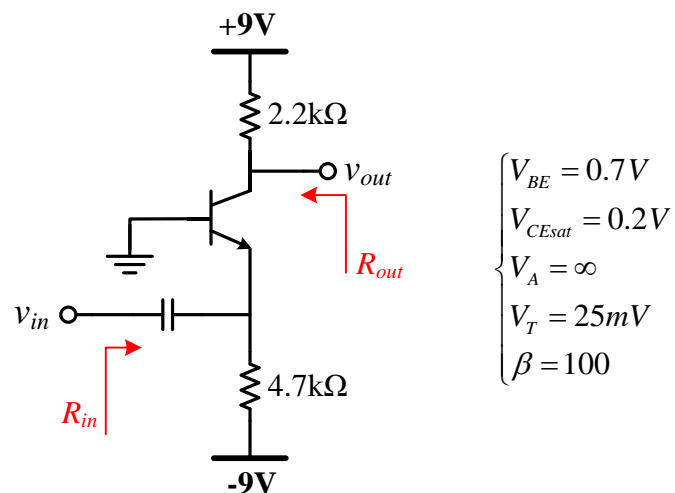 +9V
2.2kΩ
v_out
R_out
v_in
R_in
4.7kΩ
-9V
V_BE = 0.7V
V_CEsat = 0.2V
V_A = ∞
V_T = 25mV
β = 100